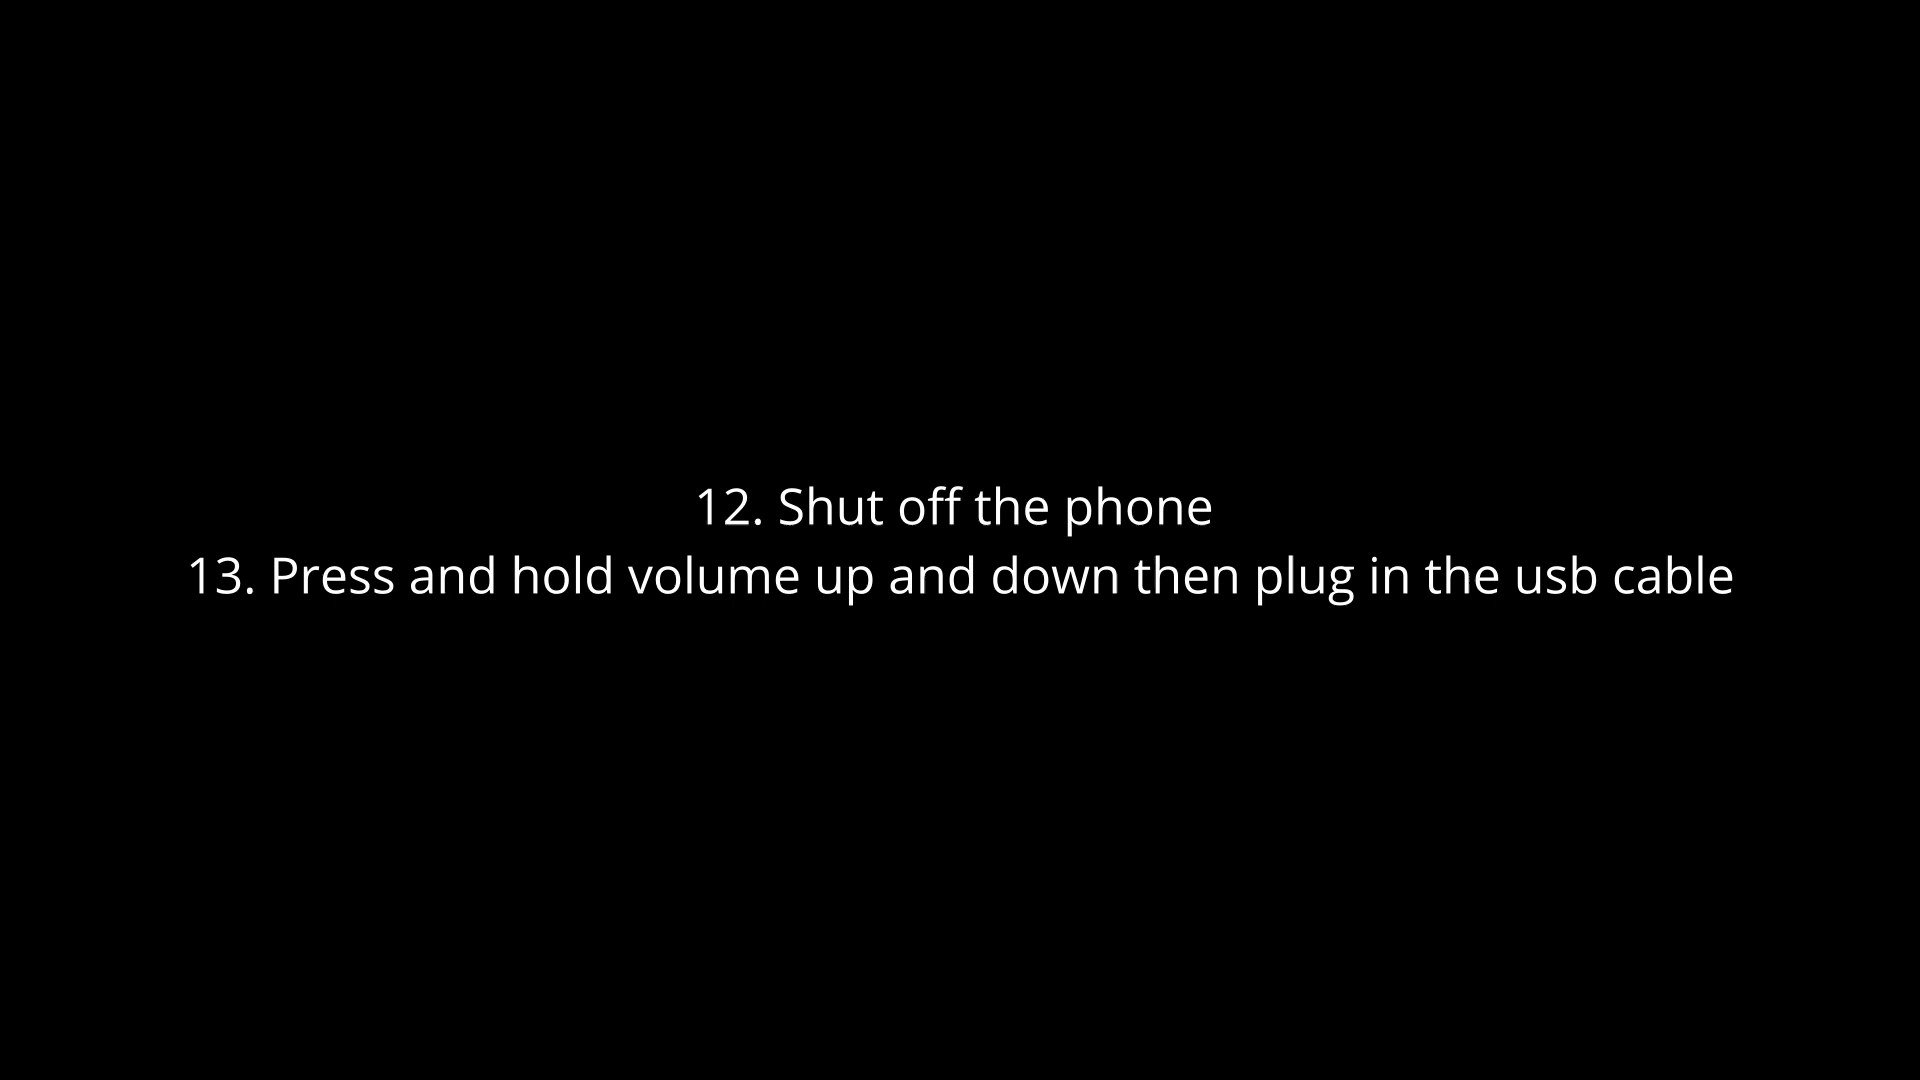 12. Shut off the phone
13. Press and hold volume up and down then plug in the usb cable